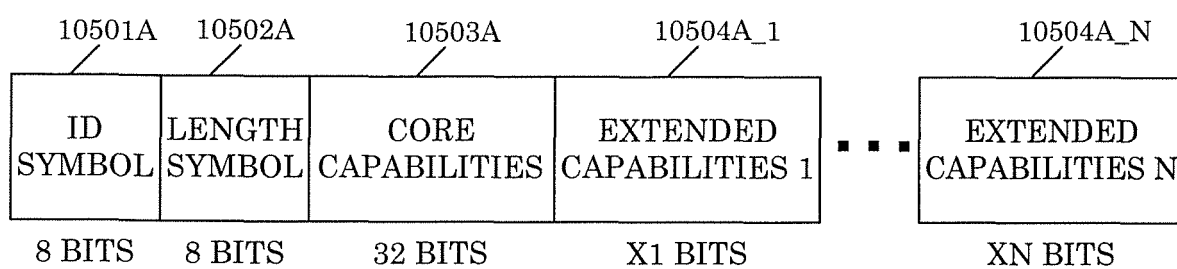 10501A 10502A 10503A 10504A_1 10504A_N
ID SYMBOL
LENGTH SYMBOL
CORE CAPABILITIES
EXTENDED CAPABILITIES 1
EXTENDED CAPABILITIES N
8 BITS 8 BITS 32 BITS X1 BITS XN BITS